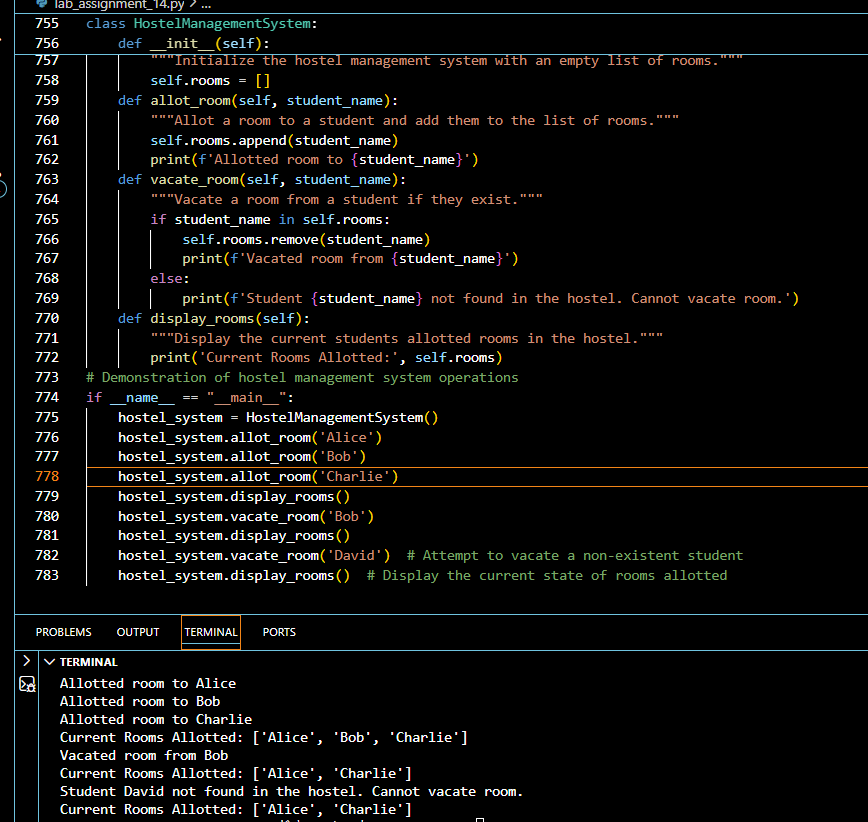 lab_assignment_14.py > ...
755 class HostelManagementSystem:
756 def __init__(self):
757 """Initialize the hostel management system with an empty list of rooms."""
758 self.rooms = []
759 def allot_room(self, student_name):
760 """Allot a room to a student and add them to the list of rooms."""
761 self.rooms.append(student_name)
762 print(f'Allotted room to {student_name}')
763 def vacate_room(self, student_name):
764 """Vacate a room from a student if they exist."""
765 if student_name in self.rooms:
766 self.rooms.remove(student_name)
767 print(f'Vacated room from {student_name}')
768 else:
769 print(f'Student {student_name} not found in the hostel. Cannot vacate room.')
770 def display_rooms(self):
771 """Display the current students allotted rooms in the hostel."""
772 print('Current Rooms Allotted:', self.rooms)
773 # Demonstration of hostel management system operations
774 if __name__ == "__main__":
775 hostel_system = HostelManagementSystem()
776 hostel_system.allot_room('Alice')
777 hostel_system.allot_room('Bob')
778 hostel_system.allot_room('Charlie')
779 hostel_system.display_rooms()
780 hostel_system.vacate_room('Bob')
781 hostel_system.display_rooms()
782 hostel_system.vacate_room('David') # Attempt to vacate a non-existent student
783 hostel_system.display_rooms() # Display the current state of rooms allotted
PROBLEMS OUTPUT TERMINAL PORTS
TERMINAL
Allotted room to Alice
Allotted room to Bob
Allotted room to Charlie
Current Rooms Allotted: ['Alice', 'Bob', 'Charlie']
Vacated room from Bob
Current Rooms Allotted: ['Alice', 'Charlie']
Student David not found in the hostel. Cannot vacate room.
Current Rooms Allotted: ['Alice', 'Charlie']